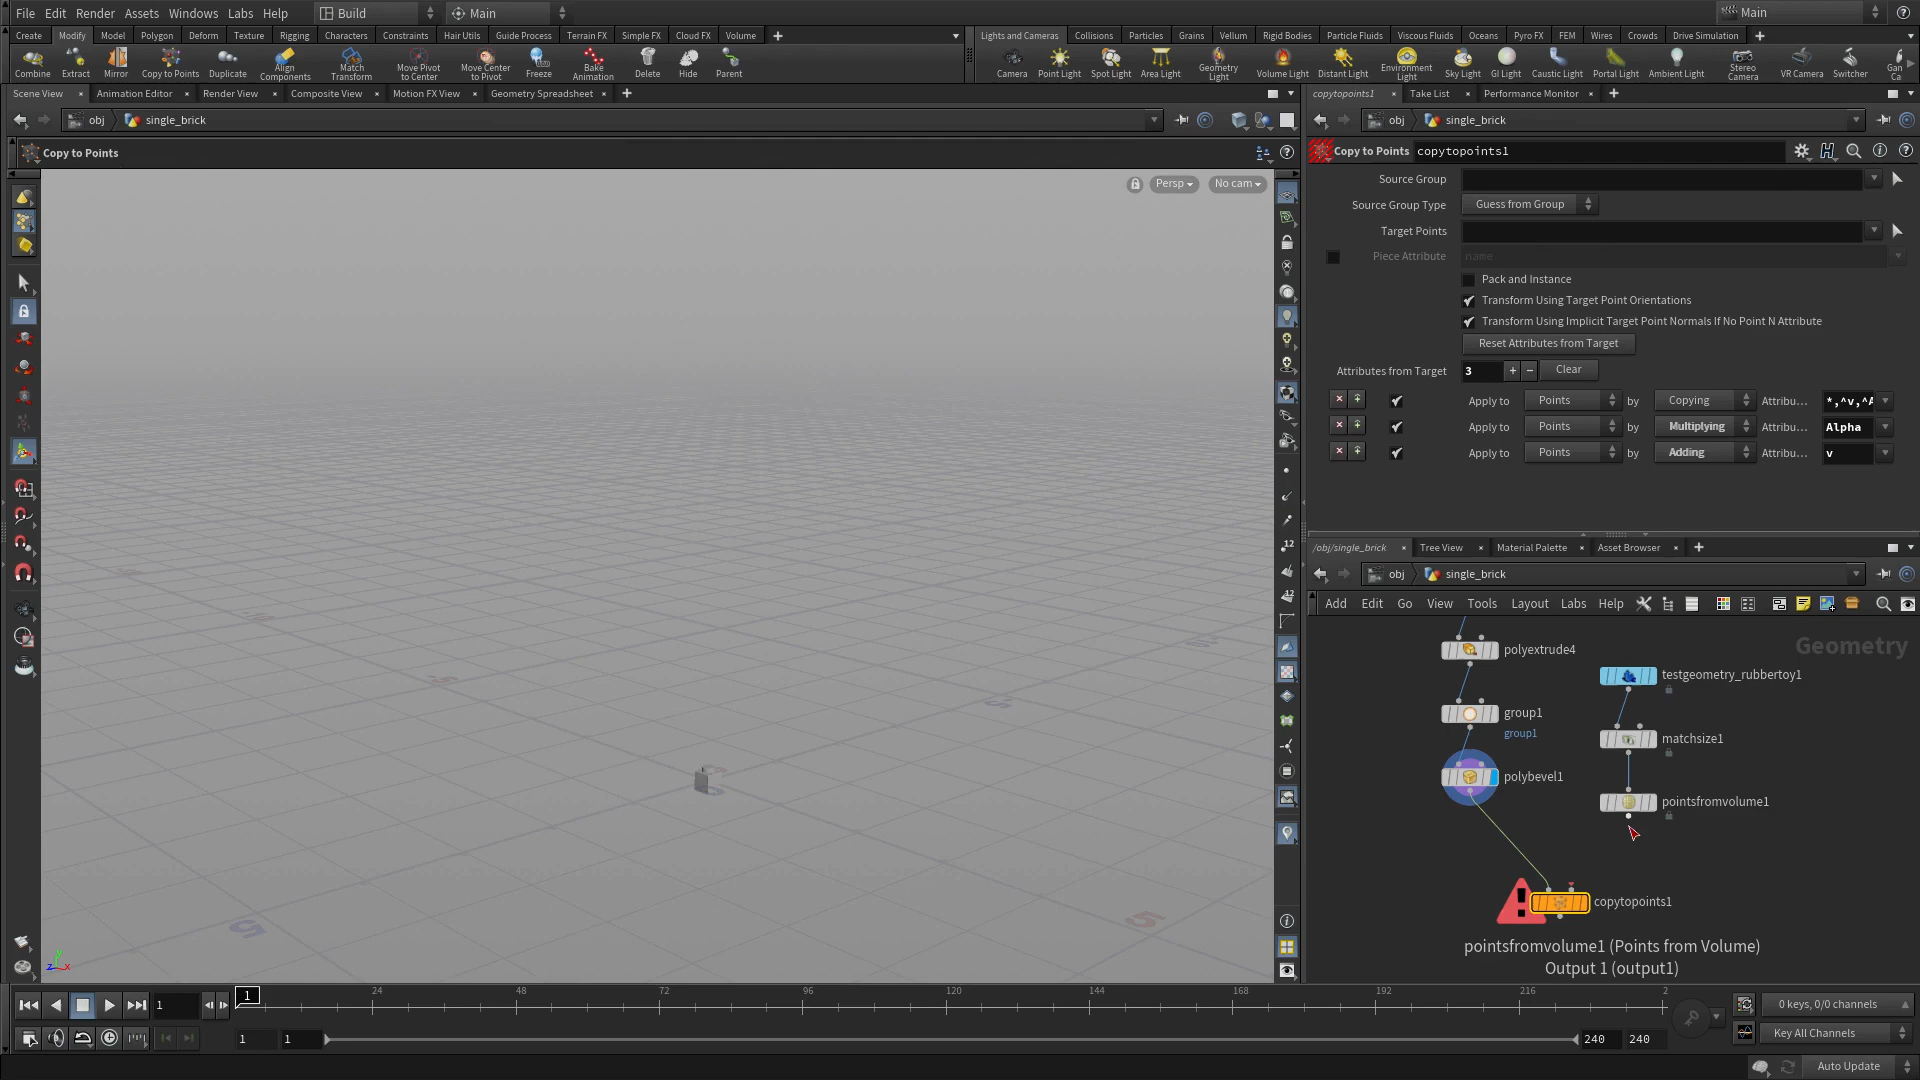 File Edit Render Assets Windows Labs Help Build Main Main
Create Modify Model Polygon Deform Texture Rigging Characters Constraints Hair Utils Guide Process Terrain FX Simple FX Cloud FX Volume
Lights and Cameras Collisions Particles Grains Vellum Rigid Bodies Particle Fluids Viscous Fluids Oceans Pyro FX FEM Wires Crowds Drive Simulation
Combine Extract Mirror Copy to Points Duplicate Align Components Match Transform Move Pivot to Center Move Center to Pivot Freeze Bake Animation Delete Hide Parent
Camera Point Light Spot Light Area Light Geometry Light Volume Light Distant Light Environment Light Sky Light GI Light Caustic Light Portal Light Ambient Light Stereo Camera VR Camera Switcher Gan Ca
Scene View Animation Editor Render View Composite View Motion FX View Geometry Spreadsheet
copytopoints1 Take List Performance Monitor
obj single_brick
obj single_brick
Copy to Points
Copy to Points copytopoints1
Persp No cam
Source Group
Source Group Type Guess from Group
Target Points
Piece Attribute name
Pack and Instance
Transform Using Target Point Orientations
Transform Using Implicit Target Point Normals If No Point N Attribute
Reset Attributes from Target
Attributes from Target 3 + − Clear
Apply to Points by Copying Attribu... *,^v,^A
Apply to Points by Multiplying Attribu... Alpha
Apply to Points by Adding Attribu... v
12
12
5
5
5
5
/obj/single_brick Tree View Material Palette Asset Browser
obj single_brick
Add Edit Go View Tools Layout Labs Help
Geometry
polyextrude4
testgeometry_rubbertoy1
group1
group1
matchsize1
polybevel1
pointsfromvolume1
copytopoints1
pointsfromvolume1 (Points from Volume)
Output 1 (output1)
z x y
1 1 24 48 72 96 120 144 168 192 216 2
0 keys, 0/0 channels
1 1 240 240
Key All Channels
Auto Update